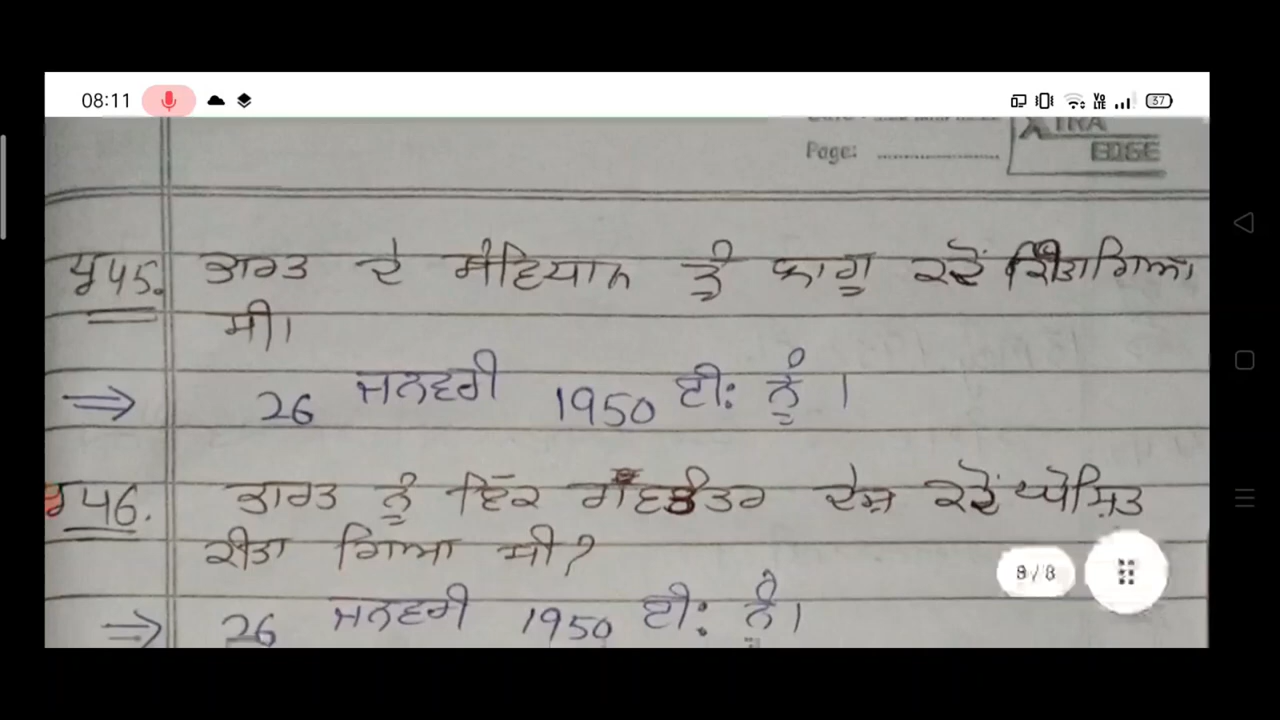 08:11
37
XTRA
Page: EDGE
ਪ੍ਰ45. ਭਾਰਤ ਦੇ ਸੰਵਿਧਾਨ ਨੂੰ ਲਾਗੂ ਕਦੋਂ ਕੀਤਾ ਗਿਆ
ਸੀ।
⇒ 26 ਜਨਵਰੀ 1950 ਈ: ਨੂੰ।
ਪ੍ਰ46. ਭਾਰਤ ਨੂੰ ਇੱਕ ਗਣਤੰਤਰ ਦੇਸ਼ ਕਦੋਂ ਘੋਸ਼ਿਤ
ਕੀਤਾ ਗਿਆ ਸੀ?
8/8
⇒ 26 ਜਨਵਰੀ 1950 ਈ: ਨੂੰ।